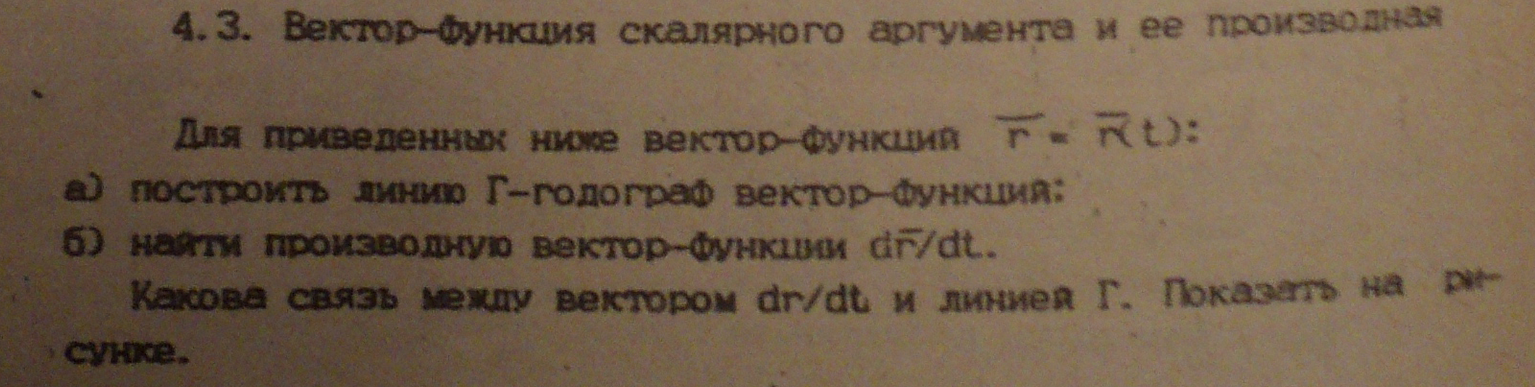 4.3. Вектор-функция скалярного аргумента и ее производная
Для приведенных ниже вектор-функций r̅ = r̅(t):
а) построить линию Г-годограф вектор-функций:
б) найти производную вектор-функции dr̅/dt.
Какова связь между вектором dr/dt и линией Г. Показать на ри-
сунке.